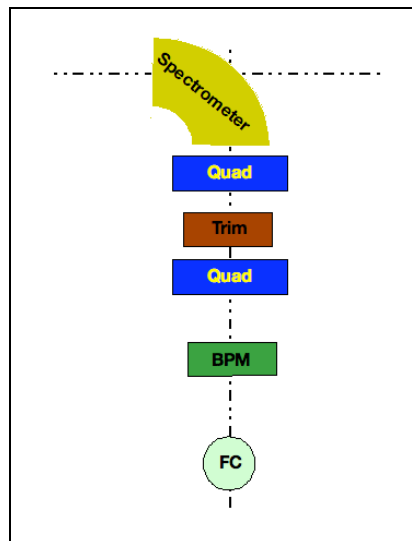 Spectrometer
Quad
Trim
Quad
BPM
FC